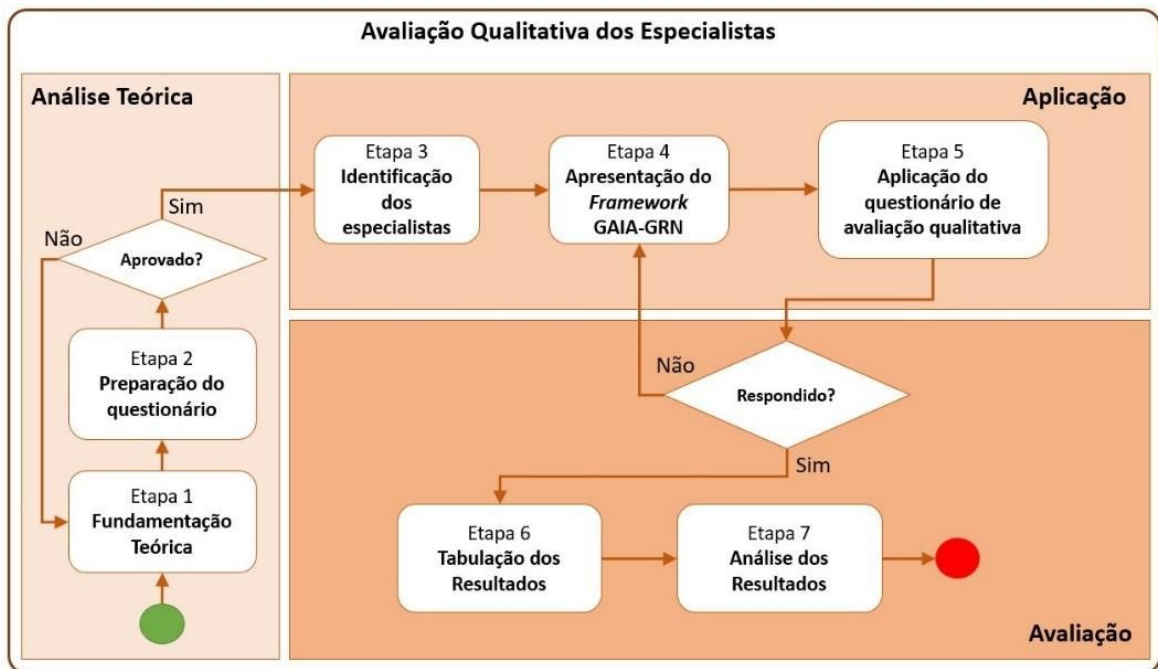 Avaliação Qualitativa dos Especialistas
Análise Teórica
Aplicação
Etapa 3
Identificação
dos
especialistas
Etapa 4
Apresentação do
Framework
GAIA-GRN
Etapa 5
Aplicação do
questionário de
avaliação qualitativa
Sim
Não
Aprovado?
Etapa 2
Preparação do
questionário
Etapa 1
Fundamentação
Teórica
Não
Respondido?
Sim
Etapa 6
Tabulação dos
Resultados
Etapa 7
Análise dos
Resultados
Avaliação